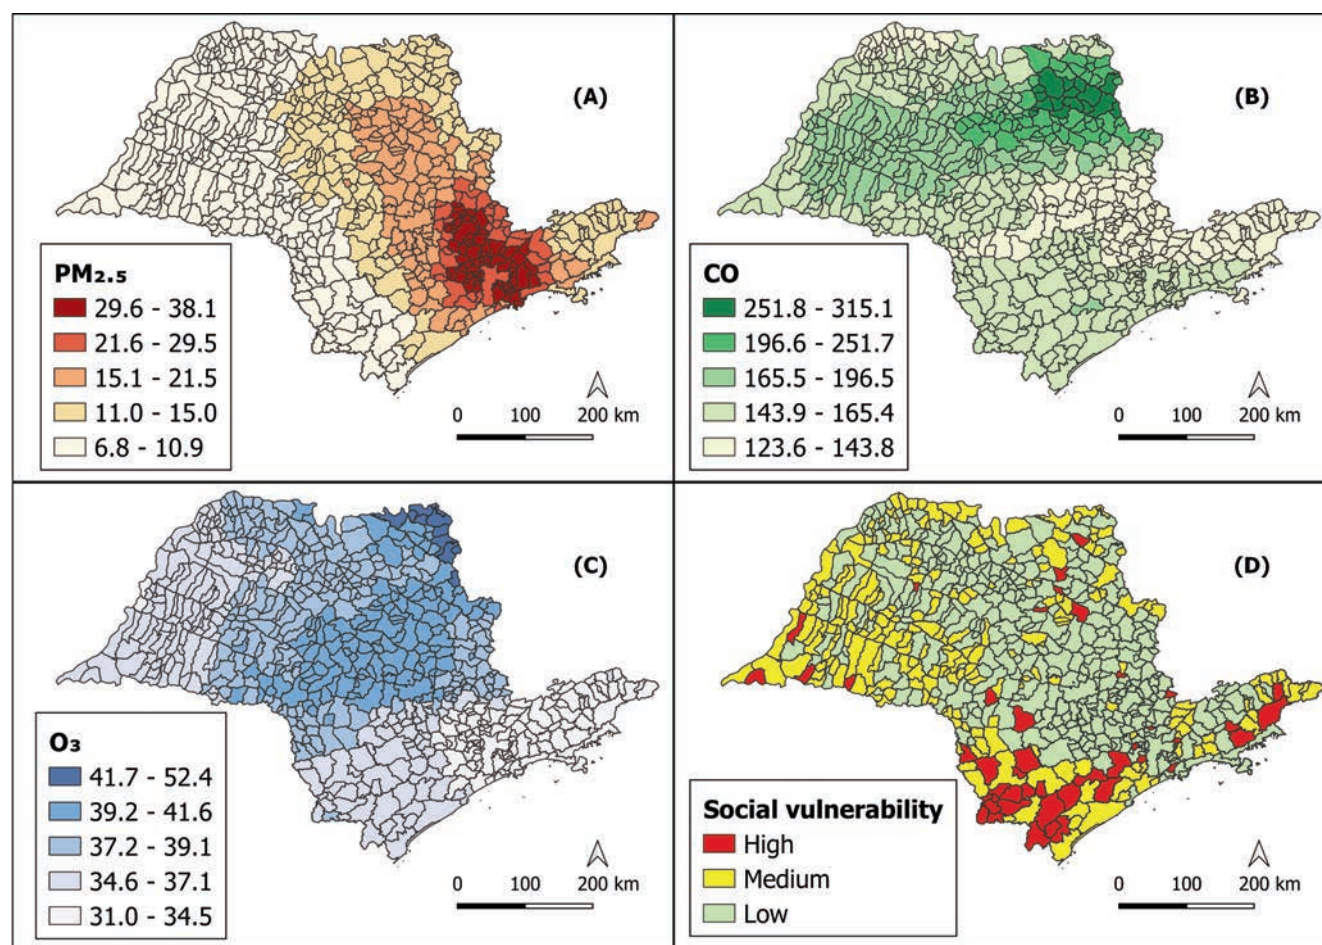 (A)
PM₂.₅
29.6 - 38.1
21.6 - 29.5
15.1 - 21.5
11.0 - 15.0
6.8 - 10.9
0 100 200 km
(B)
CO
251.8 - 315.1
196.6 - 251.7
165.5 - 196.5
143.9 - 165.4
123.6 - 143.8
0 100 200 km
(C)
O₃
41.7 - 52.4
39.2 - 41.6
37.2 - 39.1
34.6 - 37.1
31.0 - 34.5
0 100 200 km
(D)
Social vulnerability
High
Medium
Low
0 100 200 km